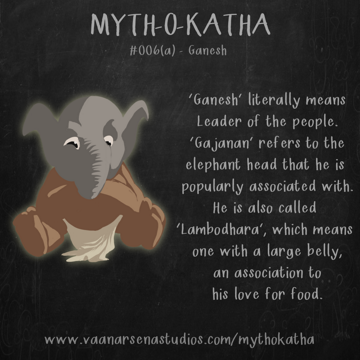 MYTH-O-KATHA
#006(a) - Ganesh
'Ganesh' literally means
Leader of the people.
'Gajanan' refers to the
elephant head that he is
popularly associated with.
He is also called
'Lambodhara', which means
one with a large belly,
an association to
his love for food.
www.vaanarsenastudios.com/mythokatha